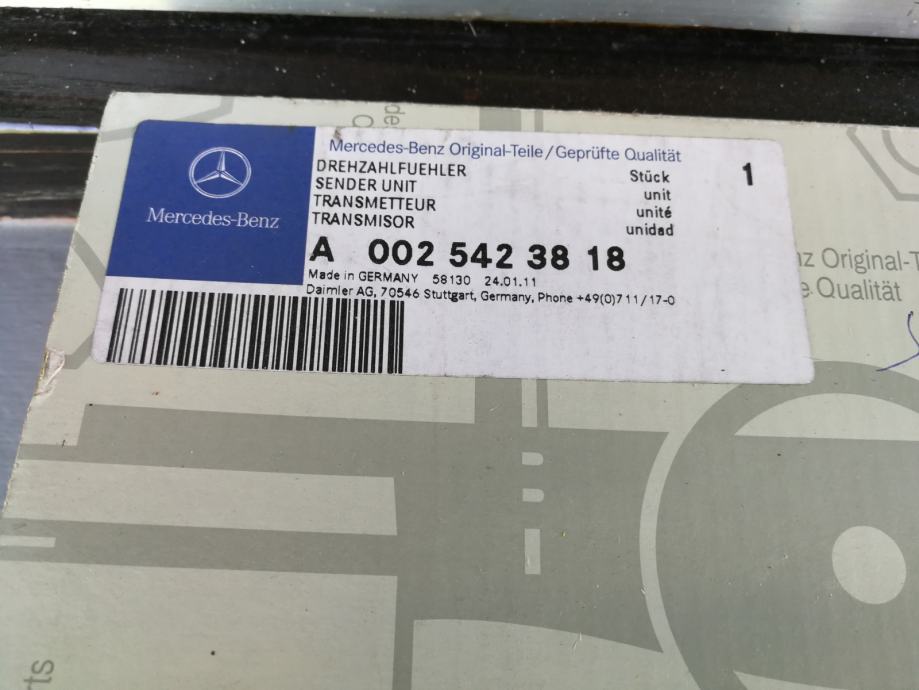 Mercedes-Benz
Mercedes-Benz Original-Teile/Geprüfte Qualität
DREHZAHLFUEHLER Stück 1
SENDER UNIT unit
TRANSMETTEUR unité
TRANSMISOR unidad
A 002 542 38 18
Made in GERMANY 58130 24.01.11
Daimler AG, 70546 Stuttgart, Germany, Phone +49(0)711/17-0
nz Original-T
e Qualität
rts